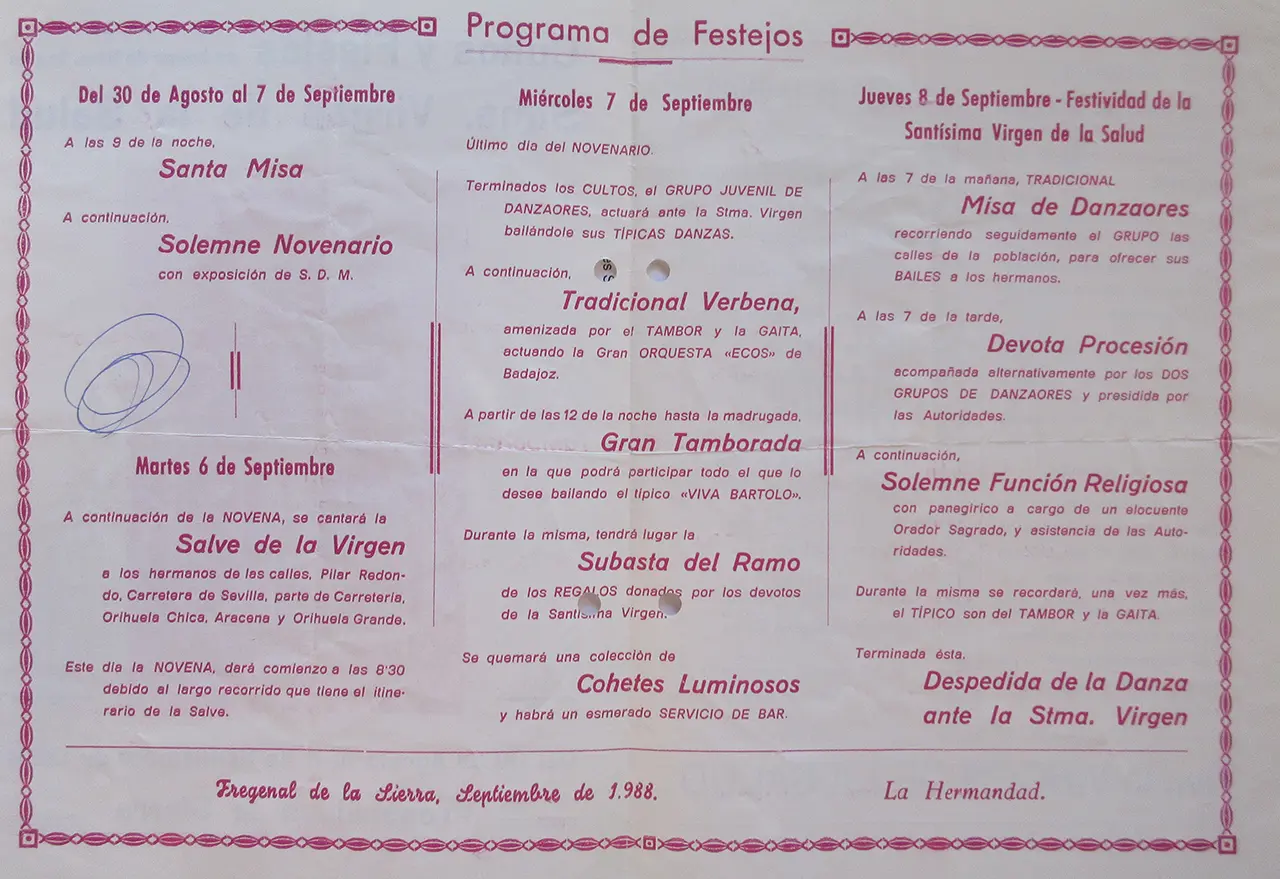 Programa de Festejos
Del 30 de Agosto al 7 de Septiembre
A las 9 de la noche,
Santa Misa
A continuación,
Solemne Novenario
con exposición de S. D. M.
Martes 6 de Septiembre
A continuación de la NOVENA, se cantará la
Salve de la Virgen
a los hermanos de las calles, Pilar Redon-
do, Carretera de Sevilla, parte de Carretería,
Orihuela Chica, Aracena y Orihuela Grande.
Este día la NOVENA, dará comienzo a las 8'30
debido al largo recorrido que tiene el itine-
rario de la Salve.
Miércoles 7 de Septiembre
Último día del NOVENARIO.
Terminados los CULTOS, el GRUPO JUVENIL DE
DANZAORES, actuará ante la Stma. Virgen
bailándole sus TÍPICAS DANZAS.
A continuación,
Tradicional Verbena,
amenizada por el TAMBOR y la GAITA,
actuando la Gran ORQUESTA «ECOS» de
Badajoz.
A partir de las 12 de la noche hasta la madrugada,
Gran Tamborada
en la que podrá participar todo el que lo
desee bailando el típico «VIVA BARTOLO».
Durante la misma, tendrá lugar la
Subasta del Ramo
de los REGALOS donados por los devotos
de la Santísima Virgen.
Se quemará una colección de
Cohetes Luminosos
y habrá un esmerado SERVICIO DE BAR.
Jueves 8 de Septiembre - Festividad de la
Santísima Virgen de la Salud
A las 7 de la mañana, TRADICIONAL
Misa de Danzaores
recorriendo seguidamente el GRUPO las
calles de la población, para ofrecer sus
BAILES a los hermanos.
A las 7 de la tarde,
Devota Procesión
acompañada alternativamente por los DOS
GRUPOS DE DANZAORES y presidida por
las Autoridades.
A continuación,
Solemne Función Religiosa
con panegírico a cargo de un elocuente
Orador Sagrado, y asistencia de las Auto-
ridades.
Durante la misma se recordará, una vez más,
el TÍPICO son del TAMBOR y la GAITA.
Terminada ésta,
Despedida de la Danza
ante la Stma. Virgen
Fregenal de la Sierra, Septiembre de 1.988.
La Hermandad.